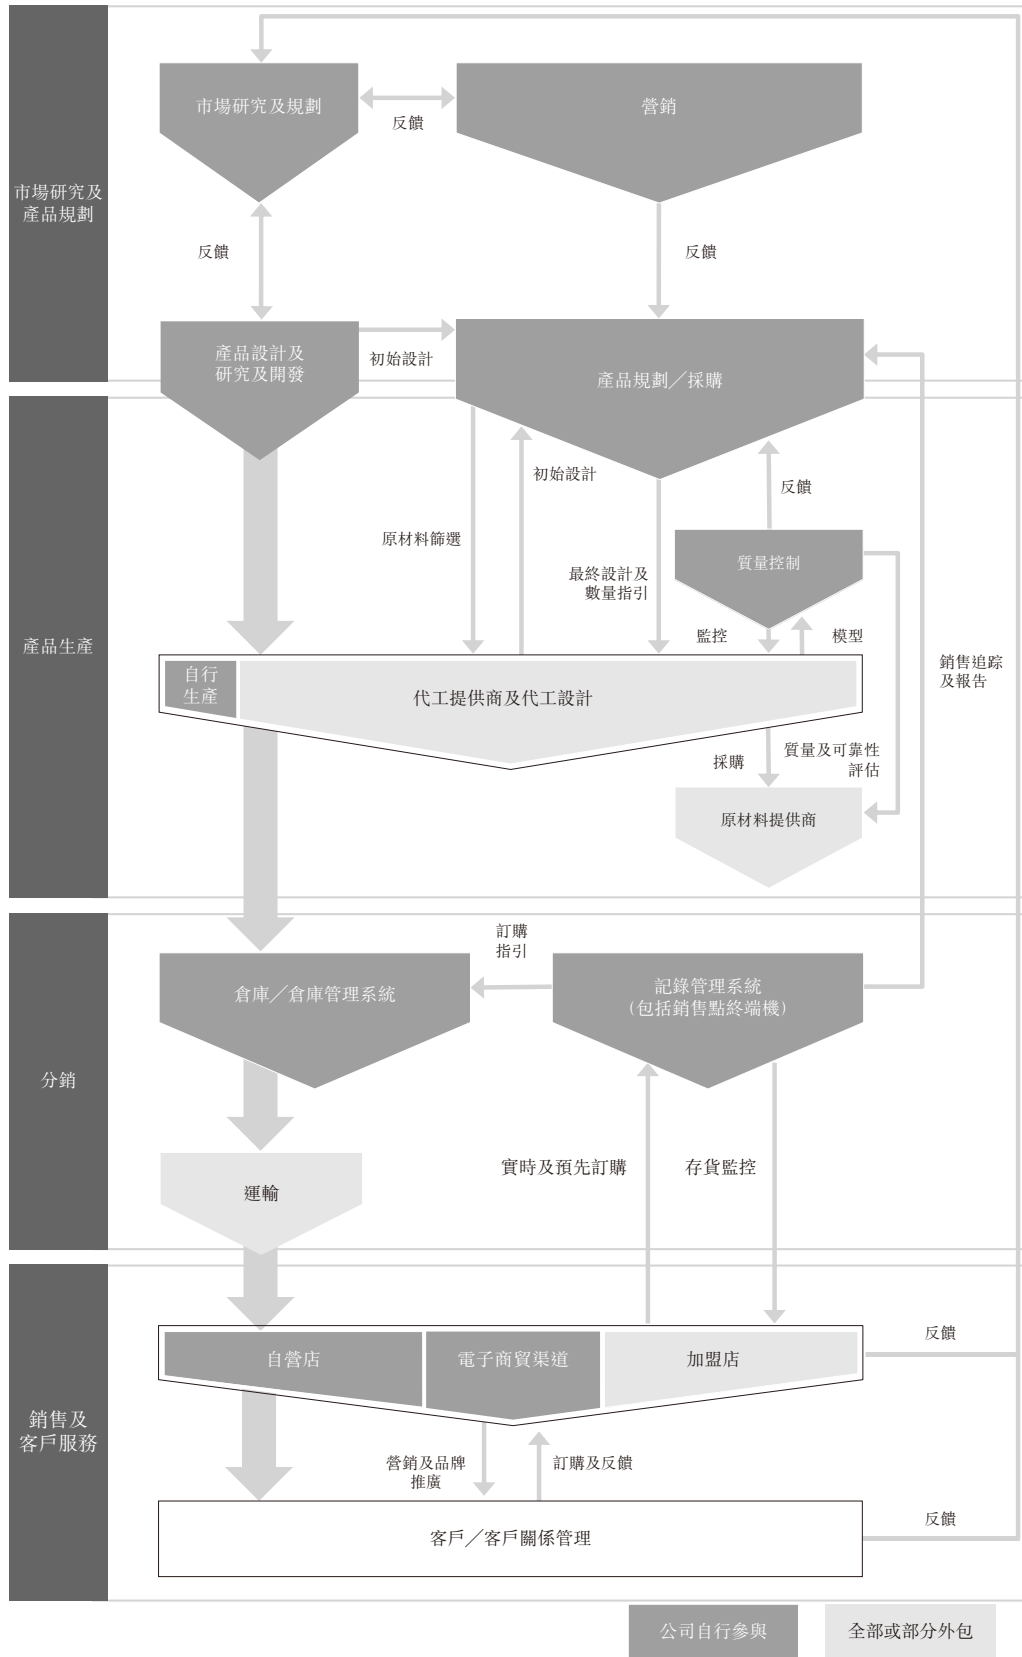 市場研究及
產品規劃
市場研究及規劃
營銷
反饋
反饋
反饋
產品設計及
研究及開發
初始設計
產品規劃／採購
產品生產
初始設計
反饋
原材料篩選
質量控制
最終設計及
數量指引
監控
模型
銷售追踪
及報告
自行
生產
代工提供商及代工設計
採購
質量及可靠性
評估
原材料提供商
分銷
訂購
指引
倉庫／倉庫管理系統
記錄管理系統
（包括銷售點終端機）
實時及預先訂購
存貨監控
運輸
銷售及
客戶服務
自營店
電子商貿渠道
加盟店
反饋
營銷及品牌
推廣
訂購及反饋
客戶／客戶關係管理
反饋
公司自行參與
全部或部分外包